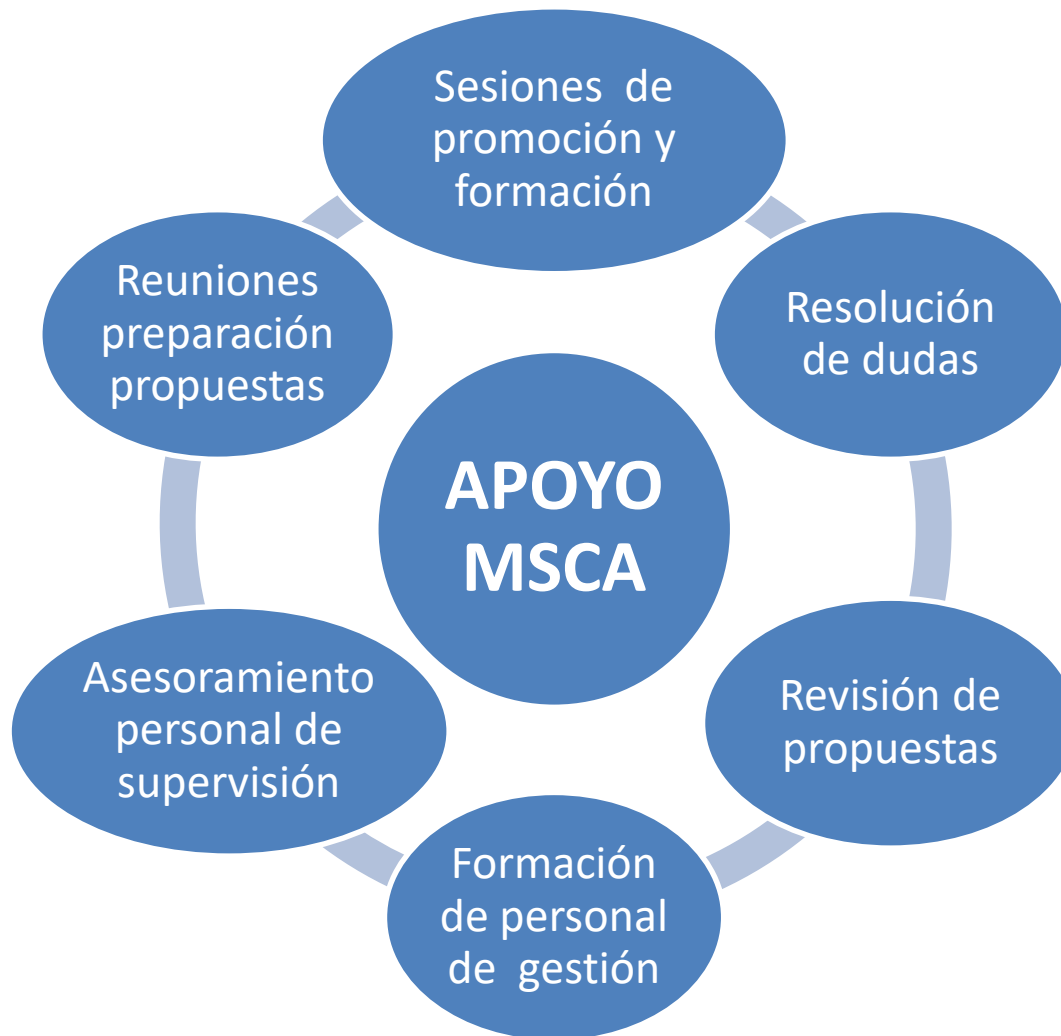 Sesiones de
promoción y
formación
Resolución
de dudas
Revisión de
propuestas
Formación
de personal
de gestión
Asesoramiento
personal de
supervisión
Reuniones
preparación
propuestas
APOYO
MSCA